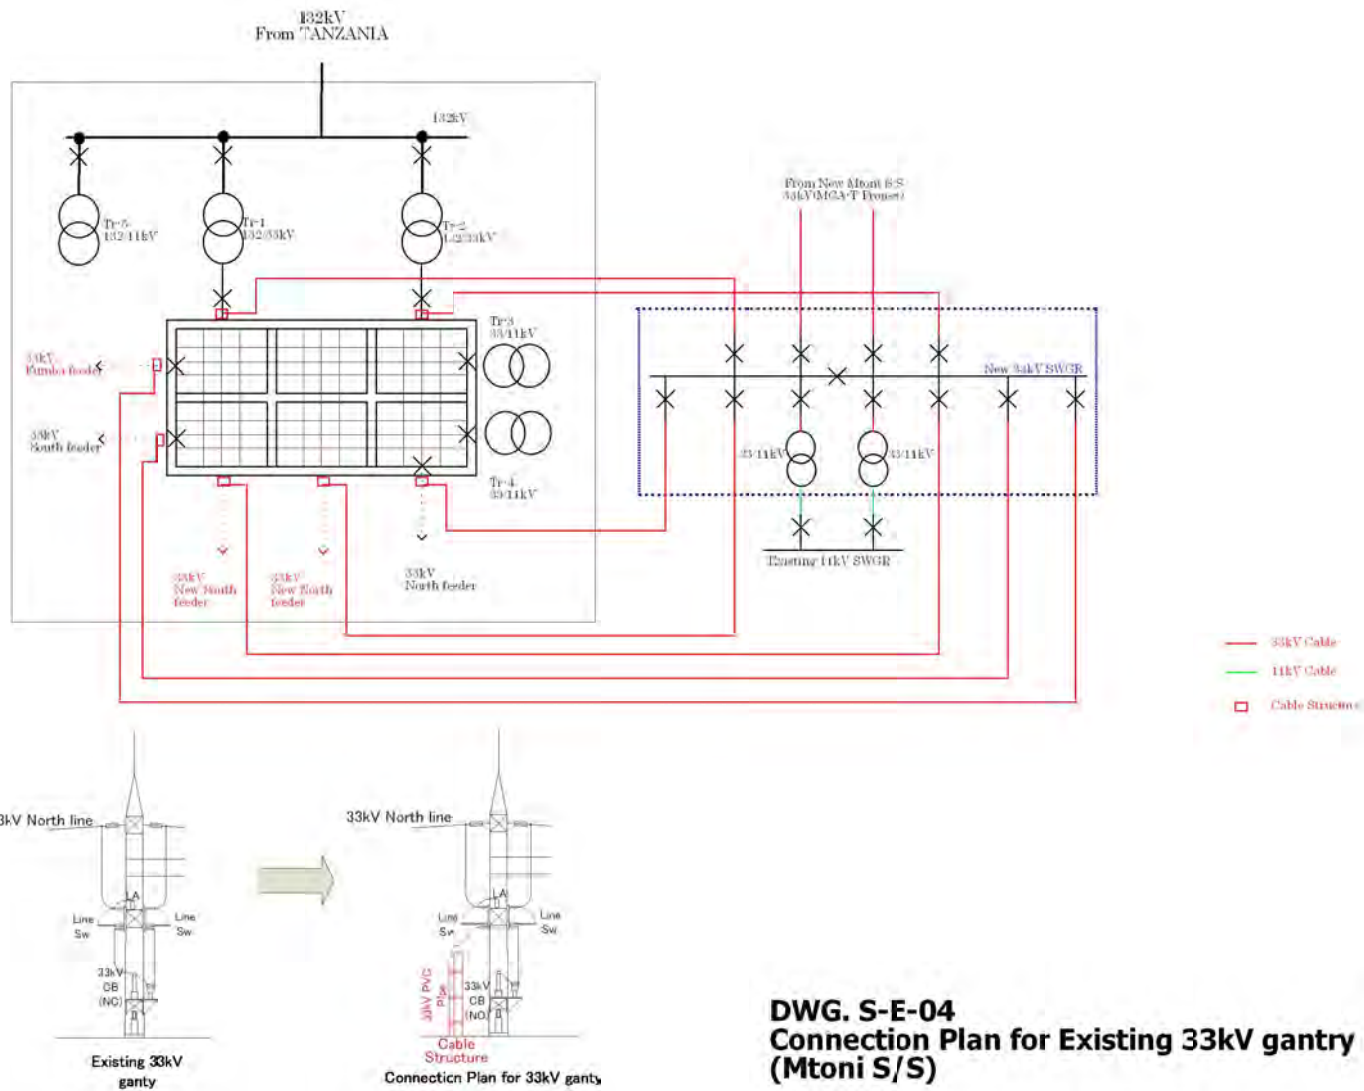 132kV
From TANZANIA
132kV
132/11kV
Tr-1
132/33kV
Tr-2
132/33kV
From New Mtoni S/S
Tr-3
33/11kV
33kV
feeder
33kV
South feeder
New 33kV SWGR
33/11kV
33/11kV
Tr-4
33/11kV
Existing 11kV SWGR
33kV
New North
feeder
33kV
New North
feeder
33kV
North feeder
33kV Cable
11kV Cable
Cable Structure
kV North line
LA
Line
Sw
Line
Sw
33kV
CB
(NC)
Existing 33kV
ganty
33kV North line
LA
Line
Sw
Line
Sw
33kV PVC
Pipe
33kV
CB
(NO)
Cable
Structure
Connection Plan for 33kV ganty
DWG. S-E-04
Connection Plan for Existing 33kV gantry
(Mtoni S/S)